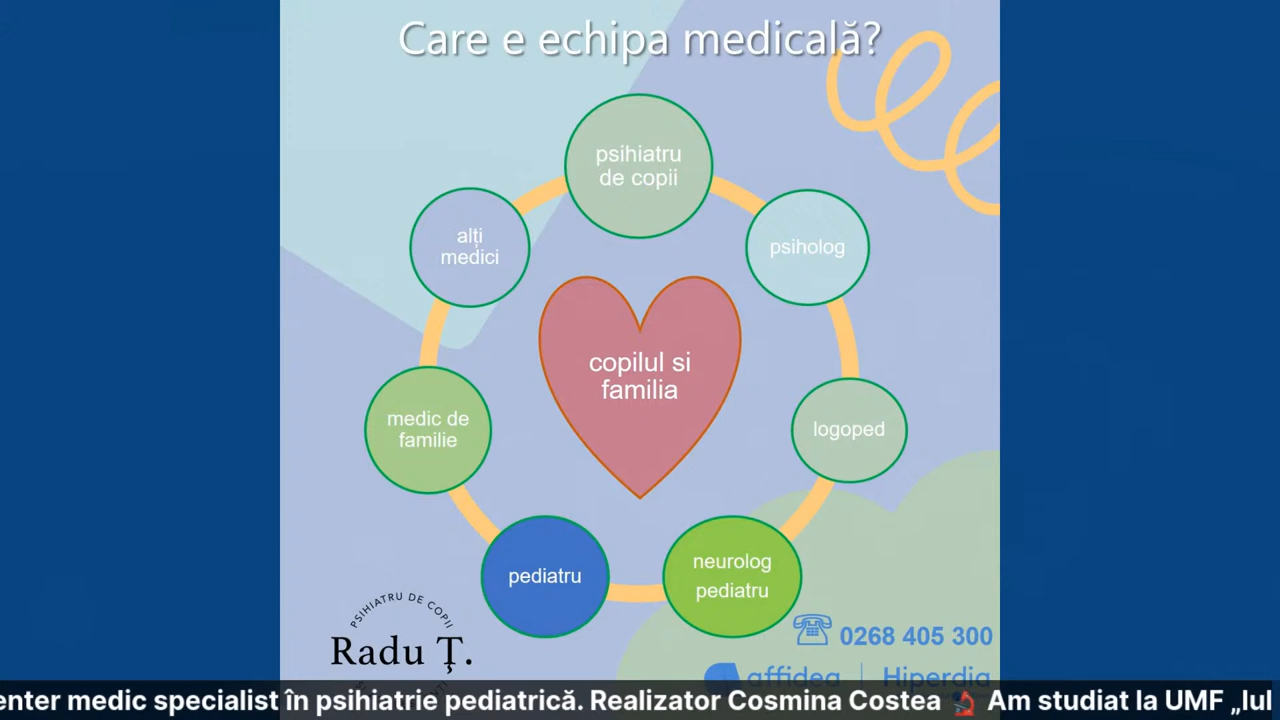 Care e echipa medicală?
psihiatru
de copii
alți
medici
psiholog
copilul si
familia
medic de
familie
logoped
pediatru
neurolog
pediatru
PSIHIATRU DE COPII
Radu Ț.
0268 405 300
affidea | Hiperdia
enter medic specialist în psihiatrie pediatrică. Realizator Cosmina Costea 🔬 Am studiat la UMF „Iul